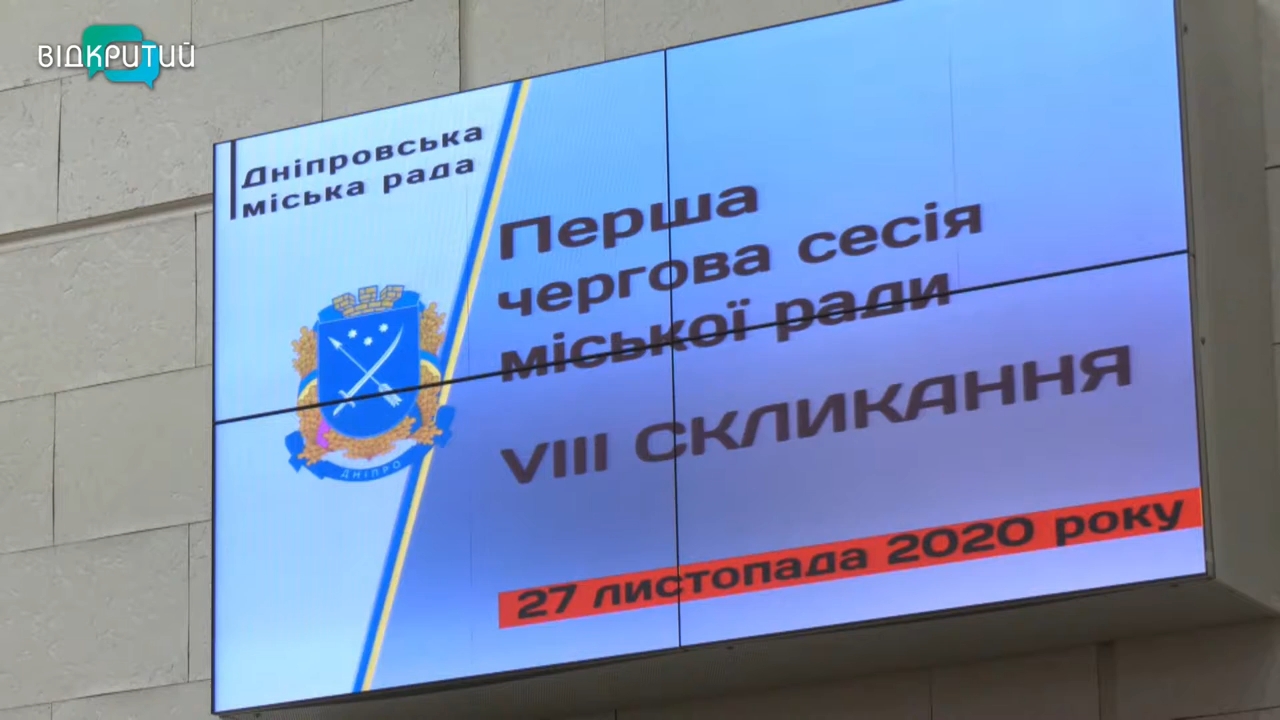 ВІДКРИТИЙ
Дніпровська
міська рада
Перша
чергова сесія
міської ради
VIII СКЛИКАННЯ
ДНІПРО
27 листопада 2020 року